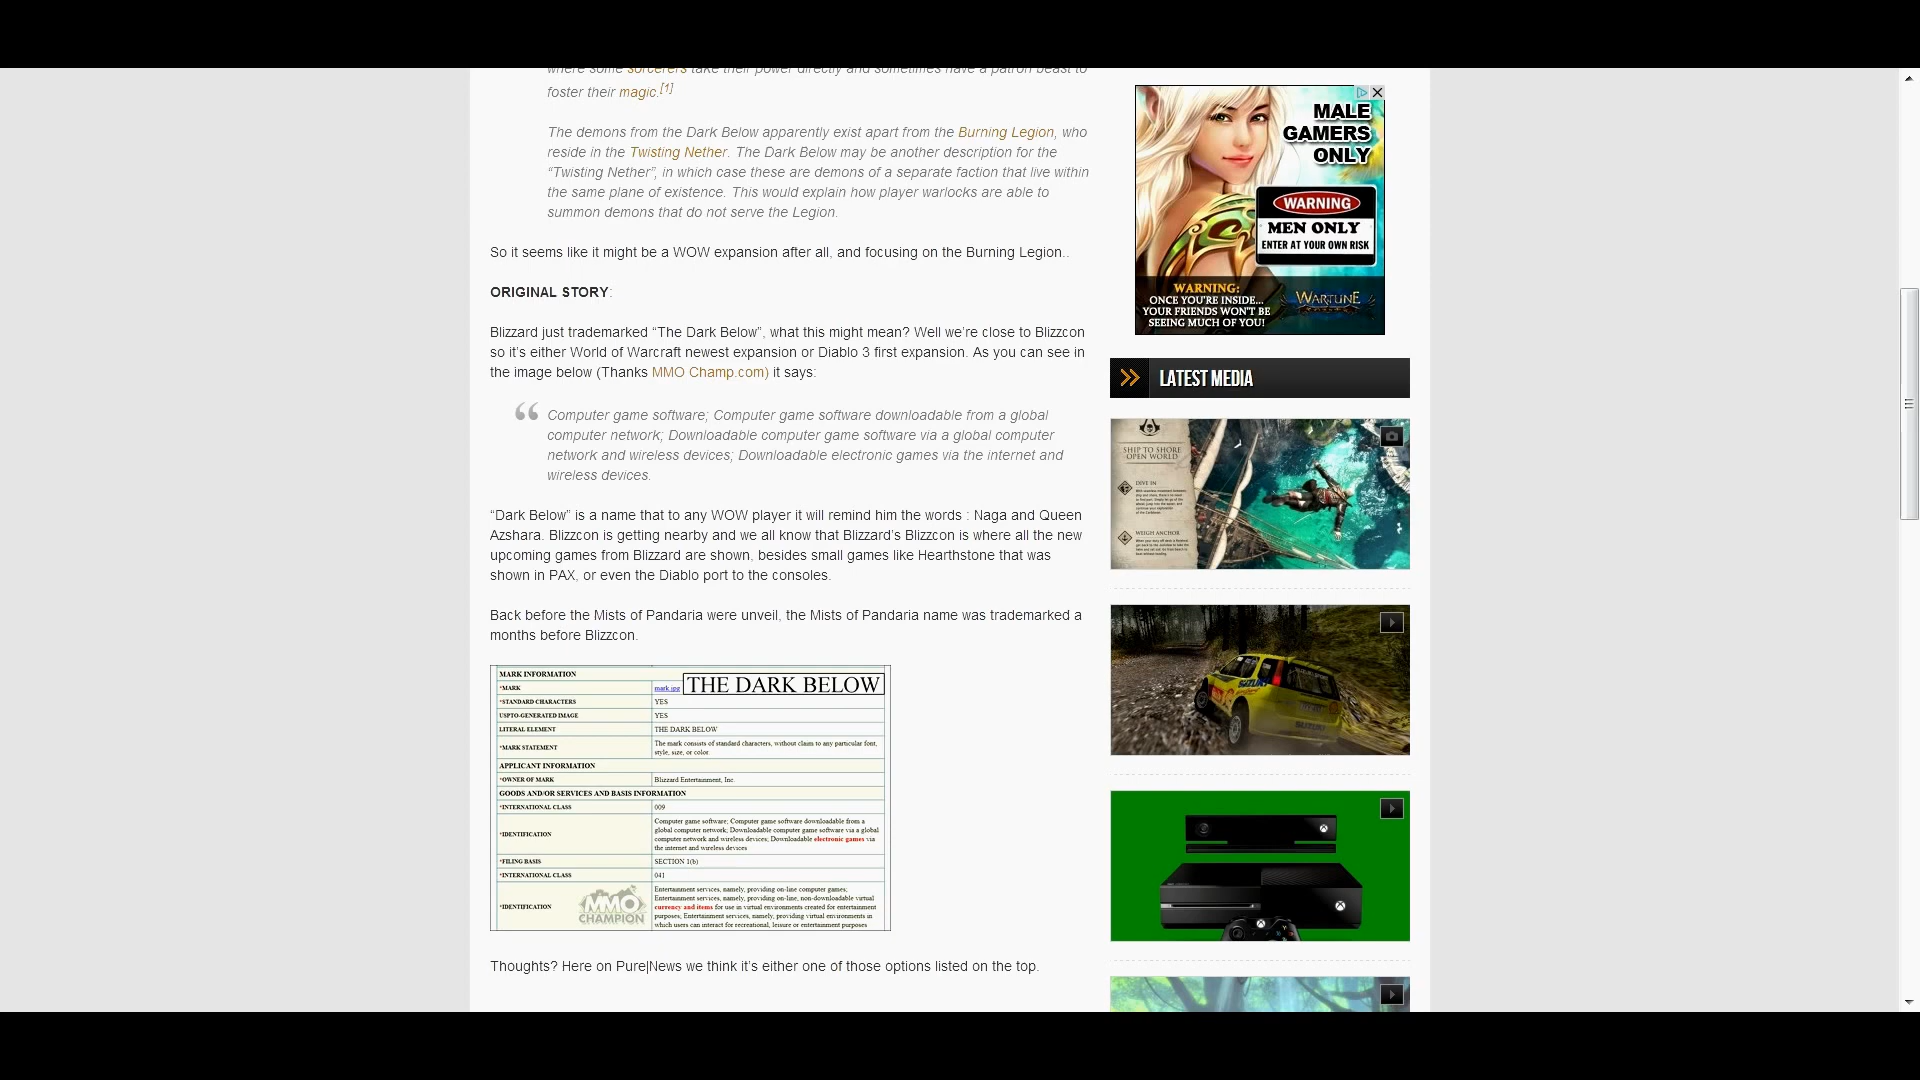 where some sorcerers take their power directly and sometimes have a patron beast to
foster their magic.[1]
The demons from the Dark Below apparently exist apart from the Burning Legion, who
reside in the Twisting Nether. The Dark Below may be another description for the
“Twisting Nether”, in which case these are demons of a separate faction that live within
the same plane of existence. This would explain how player warlocks are able to
summon demons that do not serve the Legion.
So it seems like it might be a WOW expansion after all, and focusing on the Burning Legion..
ORIGINAL STORY:
Blizzard just trademarked “The Dark Below”, what this might mean? Well we’re close to Blizzcon
so it’s either World of Warcraft newest expansion or Diablo 3 first expansion. As you can see in
the image below (Thanks MMO Champ.com) it says:
“ Computer game software; Computer game software downloadable from a global
computer network; Downloadable computer game software via a global computer
network and wireless devices; Downloadable electronic games via the internet and
wireless devices.
“Dark Below” is a name that to any WOW player it will remind him the words : Naga and Queen
Azshara. Blizzcon is getting nearby and we all know that Blizzard’s Blizzcon is where all the new
upcoming games from Blizzard are shown, besides small games like Hearthstone that was
shown in PAX, or even the Diablo port to the consoles.
Back before the Mists of Pandaria were unveil, the Mists of Pandaria name was trademarked a
months before Blizzcon.
MARK INFORMATION
*MARK mark.jpg THE DARK BELOW
*STANDARD CHARACTERS YES
USPTO-GENERATED IMAGE YES
LITERAL ELEMENT THE DARK BELOW
*MARK STATEMENT The mark consists of standard characters, without claim to any particular font,
style, size, or color.
APPLICANT INFORMATION
*OWNER OF MARK Blizzard Entertainment, Inc.
GOODS AND/OR SERVICES AND BASIS INFORMATION
*INTERNATIONAL CLASS 009
*IDENTIFICATION Computer game software; Computer game software downloadable from a
global computer network; Downloadable computer game software via a global
computer network and wireless devices; Downloadable electronic games via
the internet and wireless devices
*FILING BASIS SECTION 1(b)
*INTERNATIONAL CLASS 041
*IDENTIFICATION Entertainment services, namely, providing on-line computer games;
Entertainment services, namely, providing on-line, non-downloadable virtual
currency and items for use in virtual environments created for entertainment
purposes; Entertainment services, namely, providing virtual environments in
which users can interact for recreational, leisure or entertainment purposes
MMO
CHAMPION
Thoughts? Here on Pure|News we think it’s either one of those options listed on the top.
MALE
GAMERS
ONLY
WARNING
MEN ONLY
ENTER AT YOUR OWN RISK
WARNING:
ONCE YOU'RE INSIDE...
YOUR FRIENDS WON'T BE
SEEING MUCH OF YOU!
WARTUNE
LATEST MEDIA
SHIP TO SHORE
OPEN WORLD
DIVE IN
WEIGH ANCHOR
SUZUKI
SUZUKI